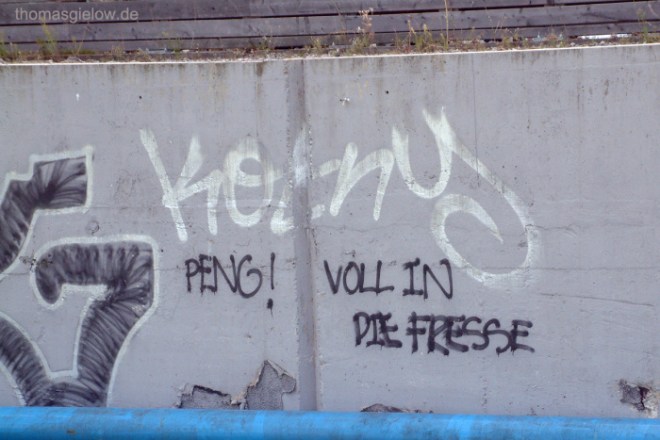 thomasgielow.de
PENG! VOLL IN
DIE FRESSE